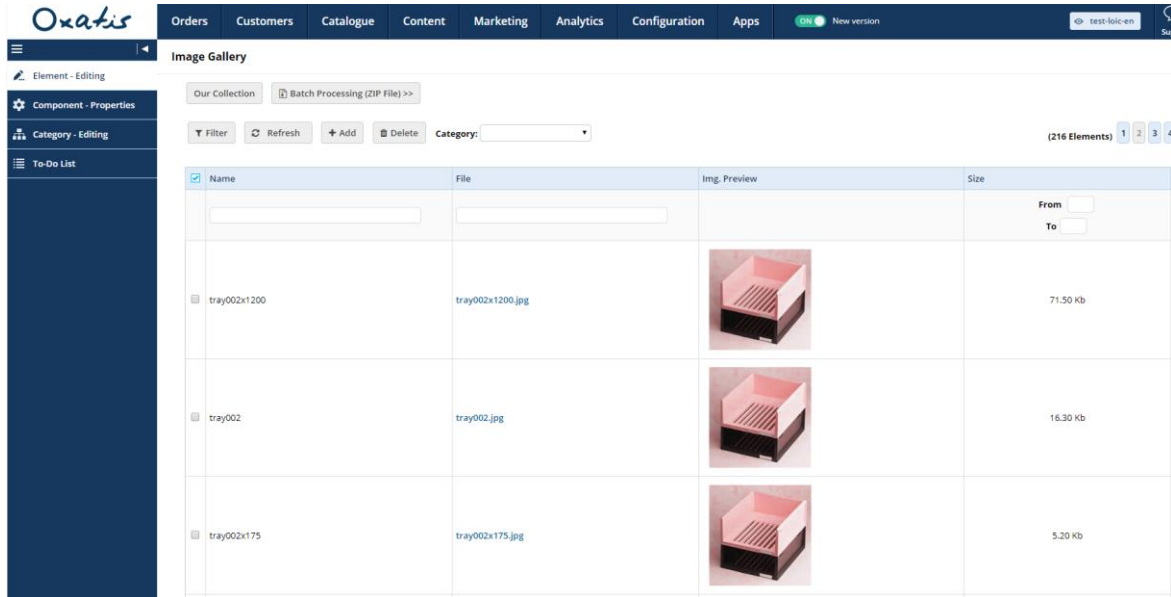 Oxatis
Orders Customers Catalogue Content Marketing Analytics Configuration Apps ON New version test-loic-en
Image Gallery
Element - Editing
Component - Properties
Category - Editing
To-Do List
Our Collection Batch Processing (ZIP File) >>
Filter Refresh + Add Delete Category: (216 Elements) 1 2 3 4
Name File Img. Preview Size
From
To
tray002x1200 tray002x1200.jpg 71.50 Kb
tray002 tray002.jpg 16.30 Kb
tray002x175 tray002x175.jpg 5.20 Kb